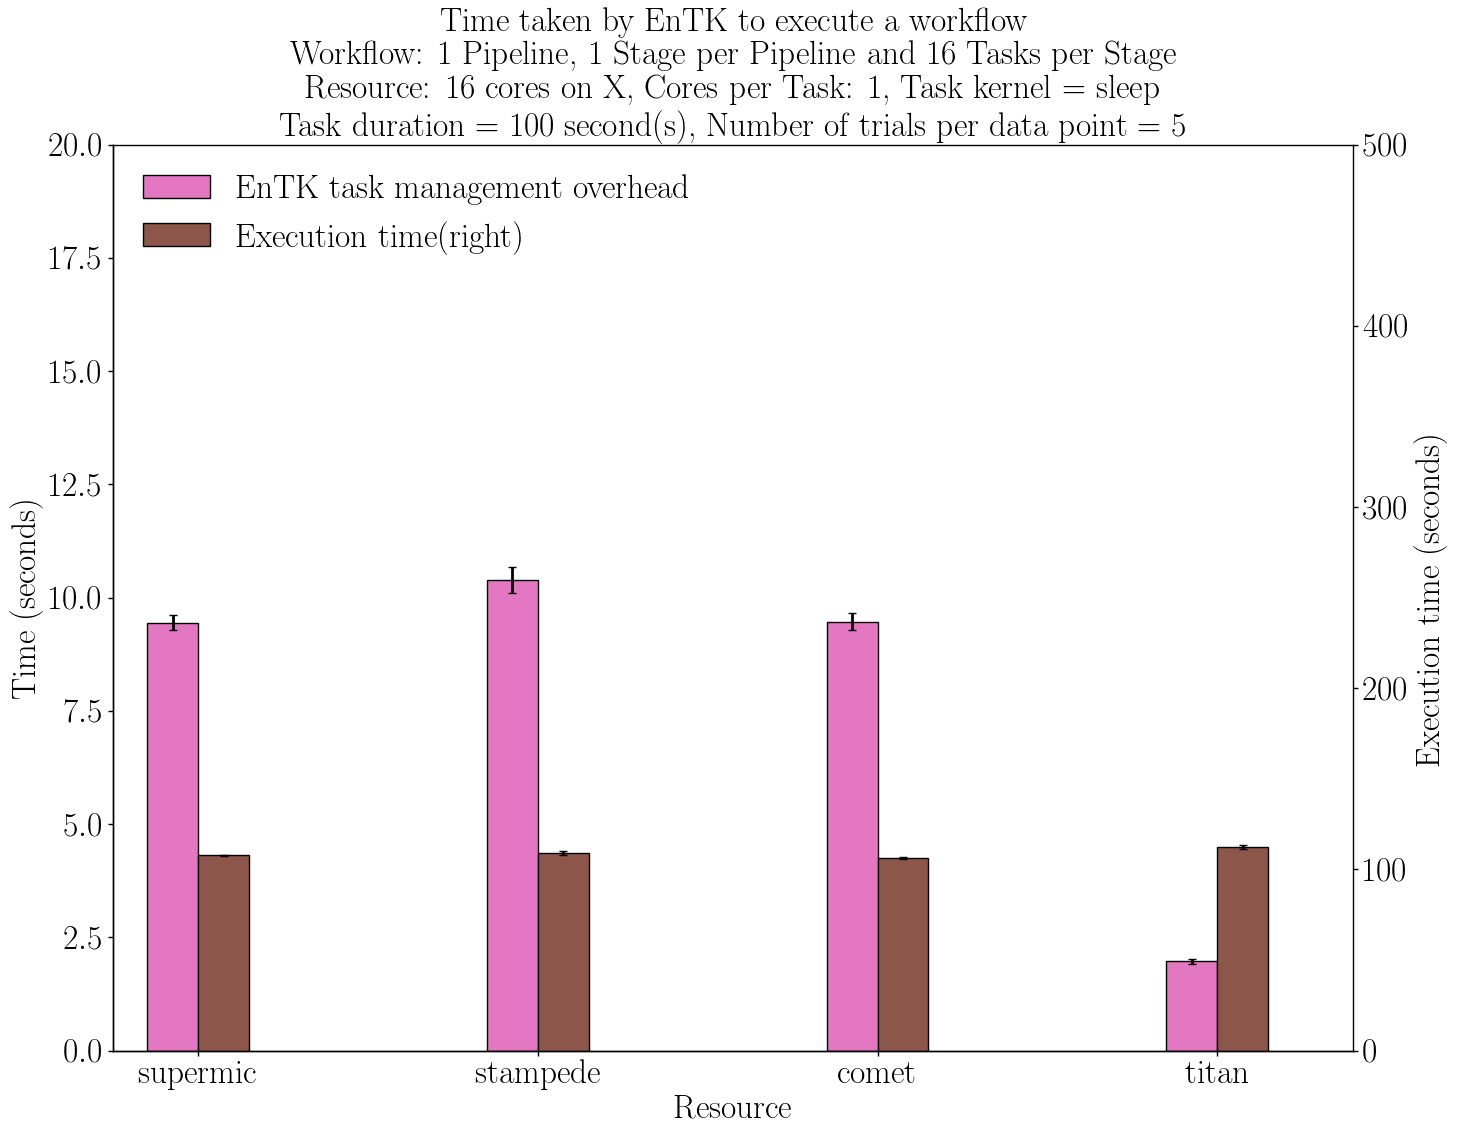 Time taken by EnTK to execute a workflow
Workflow: 1 Pipeline, 1 Stage per Pipeline and 16 Tasks per Stage
Resource: 16 cores on X, Cores per Task: 1, Task kernel = sleep
Task duration = 100 second(s), Number of trials per data point = 5
EnTK task management overhead
Execution time(right)
20.0
17.5
15.0
12.5
10.0
7.5
5.0
2.5
0.0
Time (seconds)
500
400
300
200
100
0
Execution time (seconds)
supermic
stampede
comet
titan
Resource